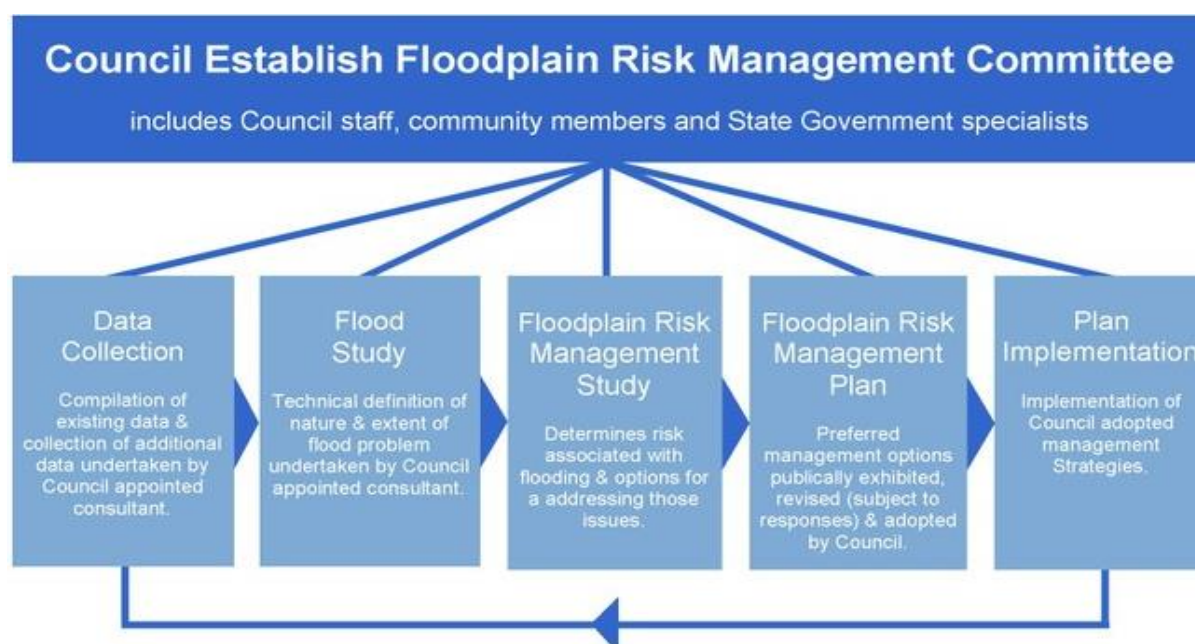 Council Establish Floodplain Risk Management Committee
includes Council staff, community members and State Government specialists
Data
Collection
Compilation of
existing data &
collection of additional
data undertaken by
Council appointed
consultant.
Flood
Study
Technical definition of
nature & extent of
flood problem
undertaken by Council
appointed consultant.
Floodplain Risk
Management
Study
Determines risk
associated with
flooding & options for
a addressing those
issues.
Floodplain Risk
Management
Plan
Preferred
management options
publically exhibited,
revised (subject to
responses) & adopted
by Council.
Plan
Implementation
Implementation of
Council adopted
management
Strategies.